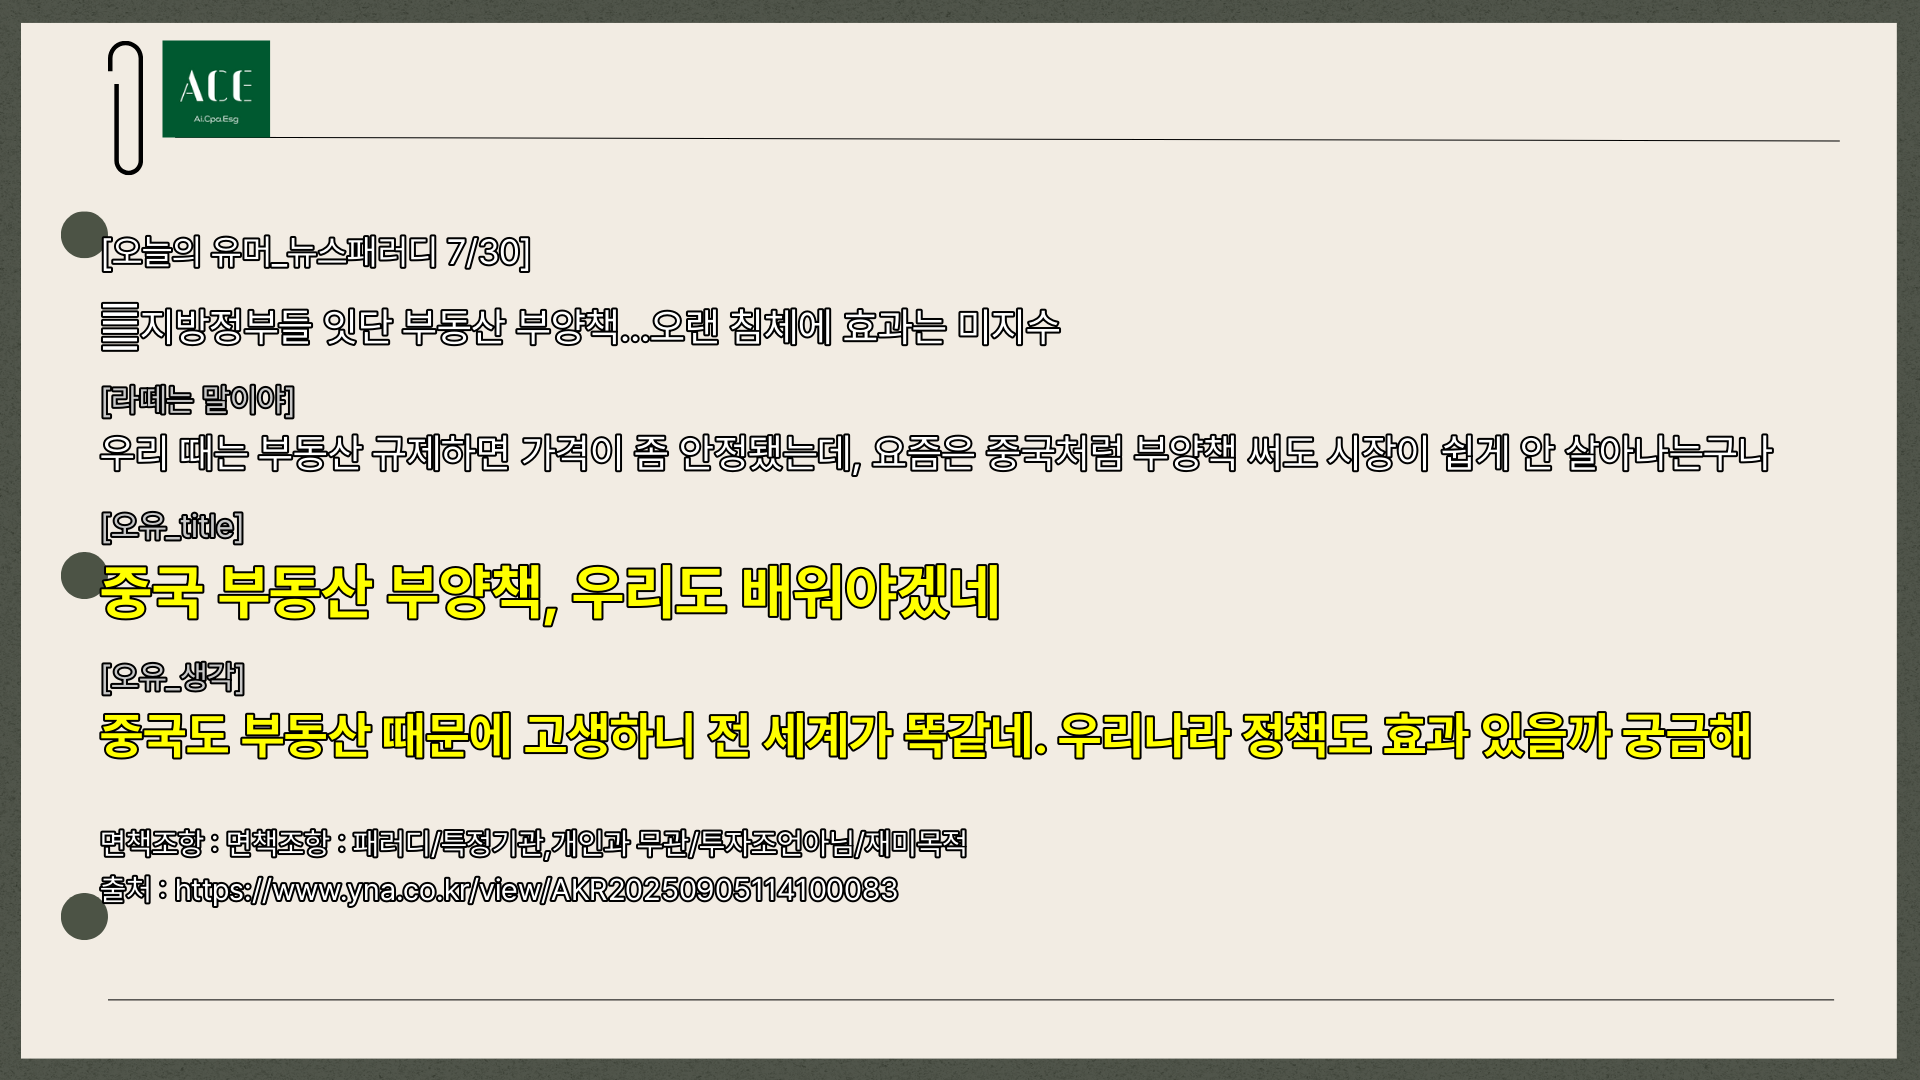 ACE
Ai.Cpa.Esg
[오늘의 유머_뉴스패러디 7/30]
지방정부들 잇단 부동산 부양책...오랜 침체에 효과는 미지수
[라떼는 말이야]
우리 때는 부동산 규제하면 가격이 좀 안정됐는데, 요즘은 중국처럼 부양책 써도 시장이 쉽게 안 살아나는구나
[오유_title]
중국 부동산 부양책, 우리도 배워야겠네
[오유_생각]
중국도 부동산 때문에 고생하니 전 세계가 똑같네. 우리나라 정책도 효과 있을까 궁금해
면책조항 : 면책조항 : 패러디/특정기관,개인과 무관/투자조언아님/재미목적
출처 : https://www.yna.co.kr/view/AKR20250905114100083